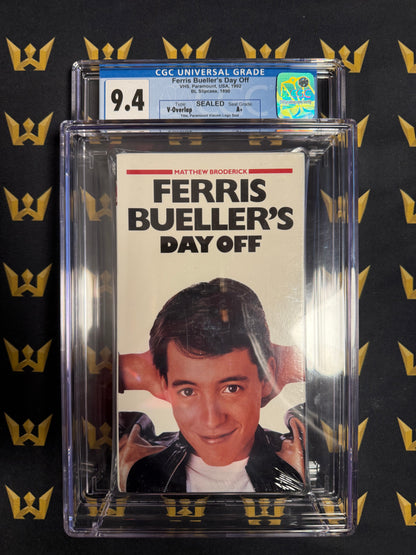 CGC UNIVERSAL GRADE
9.4
Ferris Bueller's Day Off
VHS, Paramount, USA, 1992
BL Slipcase, 1890
Type SEALED Seal Grade
V-Overlap A+
MATTHEW BRODERICK
FERRIS
BUELLER'S
DAY OFF